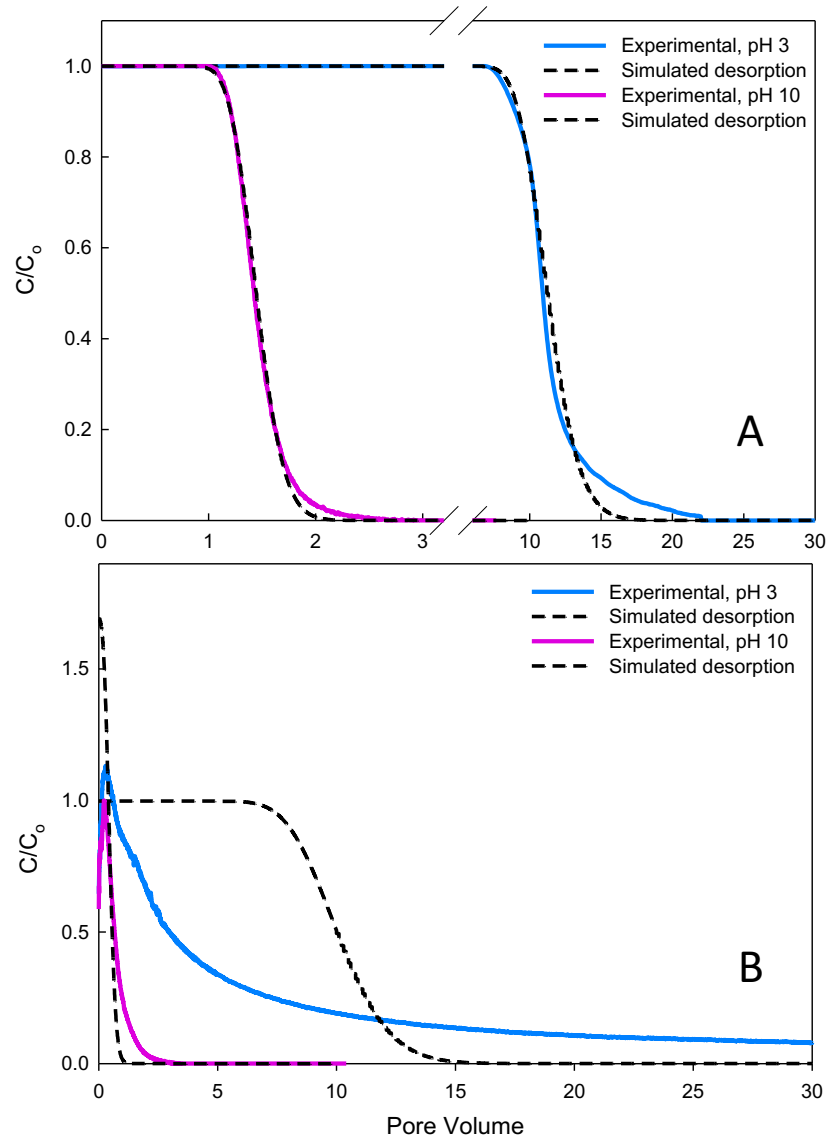 Experimental, pH 3
Simulated desorption
Experimental, pH 10
Simulated desorption
1.0
0.8
0.6
0.4
0.2
0.0
C/Co
A
0 1 2 3 10 15 20 25 30
Experimental, pH 3
Simulated desorption
Experimental, pH 10
Simulated desorption
1.5
1.0
0.5
0.0
C/Co
B
0 5 10 15 20 25 30
Pore Volume